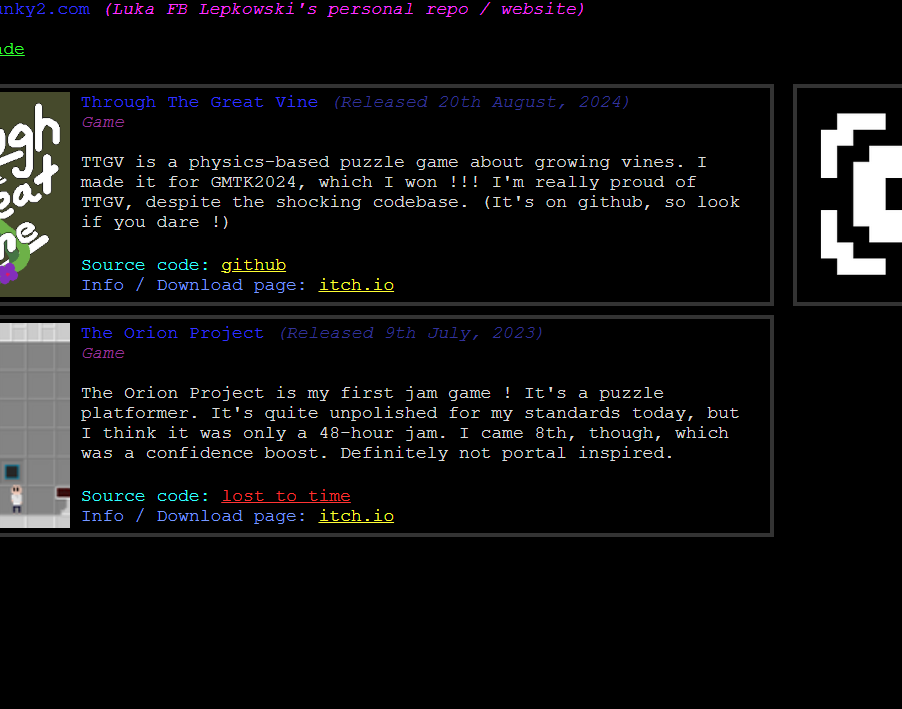 unky2.com (Luka FB Lepkowski's personal repo / website)
ade
Through The Great Vine (Released 20th August, 2024)
Game
TTGV is a physics-based puzzle game about growing vines. I
made it for GMTK2024, which I won !!! I'm really proud of
TTGV, despite the shocking codebase. (It's on github, so look
if you dare !)
Source code: github
Info / Download page: itch.io
ugh
eat
ne
The Orion Project (Released 9th July, 2023)
Game
The Orion Project is my first jam game ! It's a puzzle
platformer. It's quite unpolished for my standards today, but
I think it was only a 48-hour jam. I came 8th, though, which
was a confidence boost. Definitely not portal inspired.
Source code: lost to time
Info / Download page: itch.io